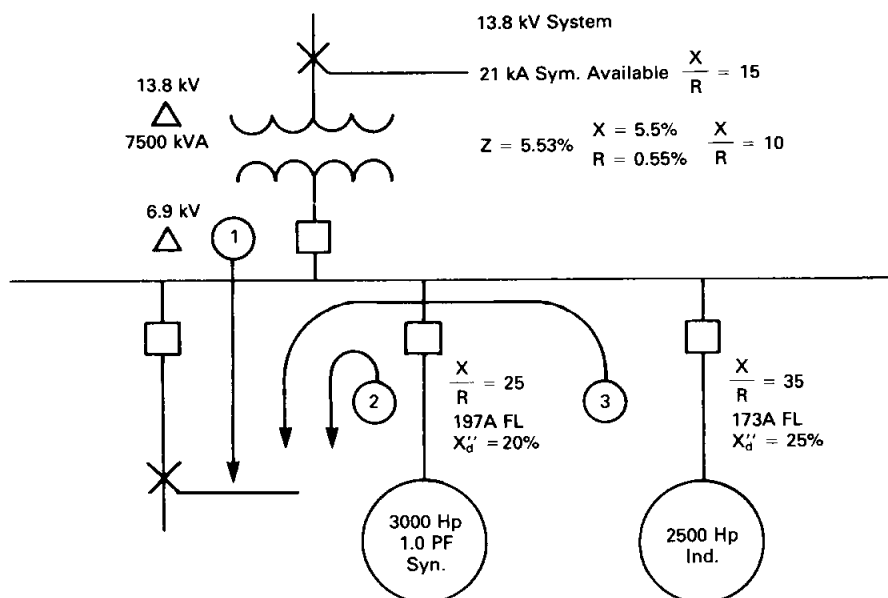 13.8 kV System
21 kA Sym. Available X/R = 15
13.8 kV
7500 kVA
Z = 5.53%
X = 5.5%
R = 0.55%
X/R = 10
6.9 kV
1
2
3
X/R = 25
197A FL
X″d = 20%
X/R = 35
173A FL
X″d = 25%
3000 Hp
1.0 PF
Syn.
2500 Hp
Ind.